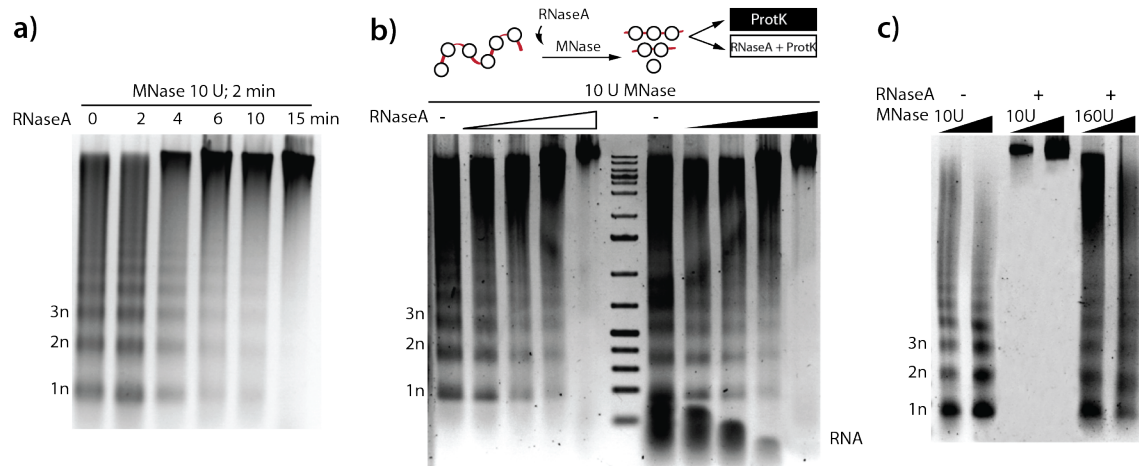 a)
MNase 10 U; 2 min
RNaseA 0 2 4 6 10 15 min
3n
2n
1n
b)
RNaseA
MNase
ProtK
RNaseA + ProtK
10 U MNase
RNaseA - -
3n
2n
1n
RNA
c)
RNaseA - + +
MNase 10U 10U 160U
3n
2n
1n